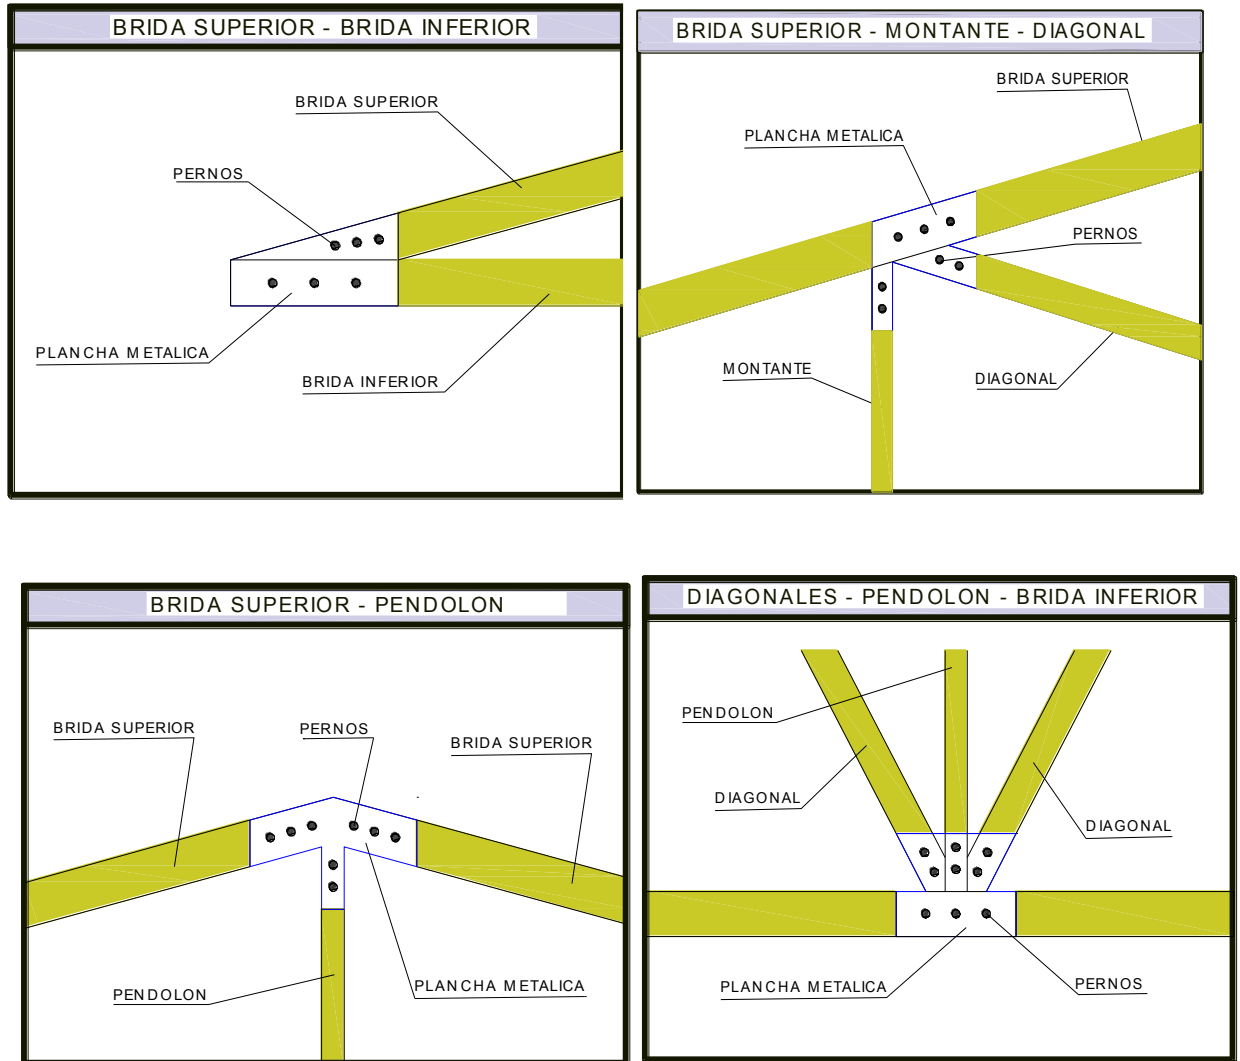 BRIDA SUPERIOR - BRIDA INFERIOR
BRIDA SUPERIOR
PERNOS
PLANCHA METALICA
BRIDA INFERIOR
BRIDA SUPERIOR - MONTANTE - DIAGONAL
BRIDA SUPERIOR
PLANCHA METALICA
PERNOS
MONTANTE
DIAGONAL
BRIDA SUPERIOR - PENDOLON
BRIDA SUPERIOR
PERNOS
BRIDA SUPERIOR
PLANCHA METALICA
PENDOLON
DIAGONALES - PENDOLON - BRIDA INFERIOR
PENDOLON
DIAGONAL
DIAGONAL
PLANCHA METALICA
PERNOS